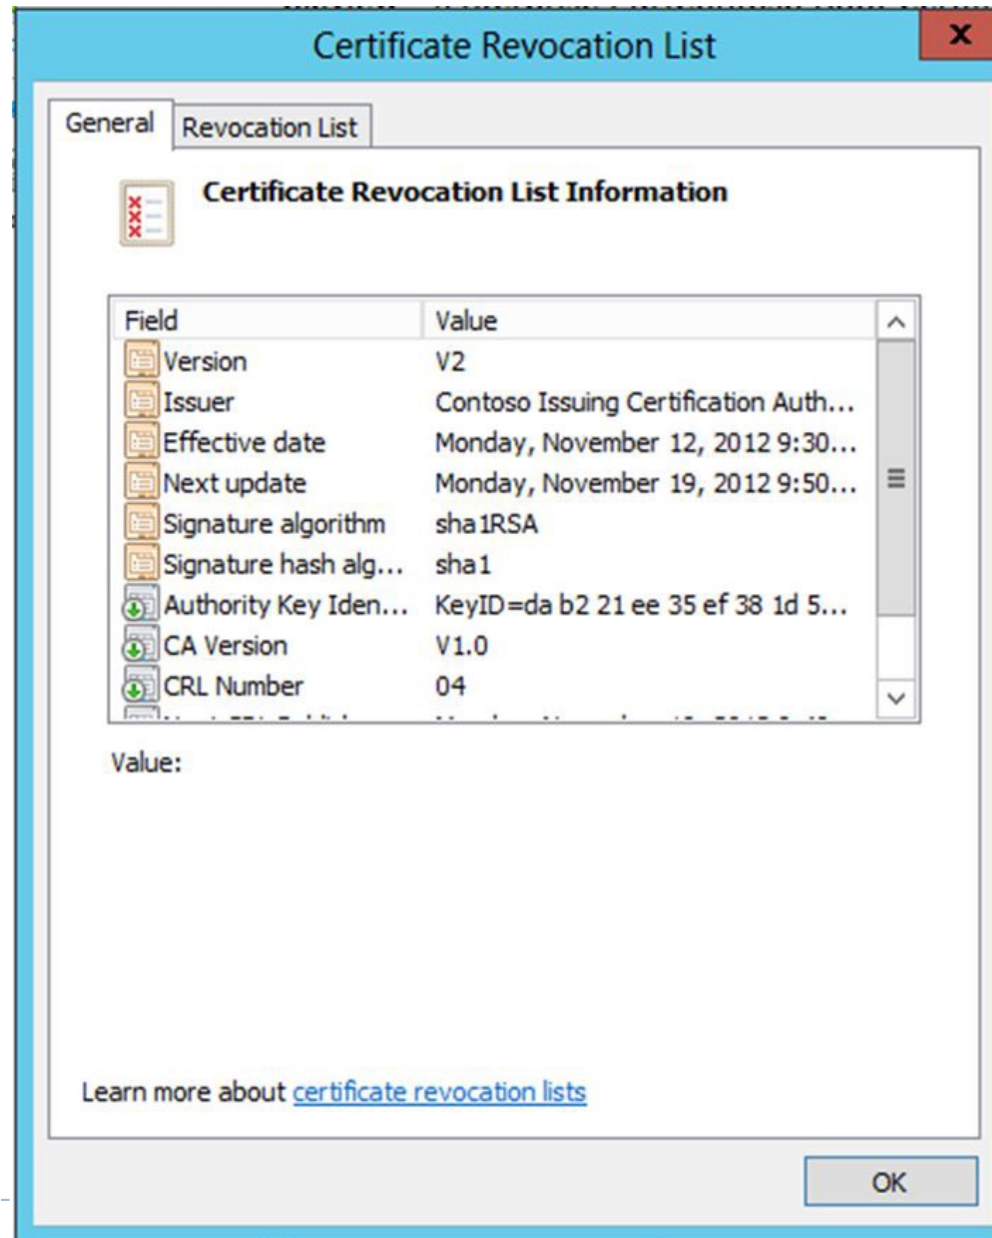 Certificate Revocation List
x
General
Revocation List
Certificate Revocation List Information
Field Value
Version V2
Issuer Contoso Issuing Certification Auth...
Effective date Monday, November 12, 2012 9:30...
Next update Monday, November 19, 2012 9:50...
Signature algorithm sha1RSA
Signature hash alg... sha1
Authority Key Iden... KeyID=da b2 21 ee 35 ef 38 1d 5...
CA Version V1.0
CRL Number 04
Value:
Learn more about certificate revocation lists
OK